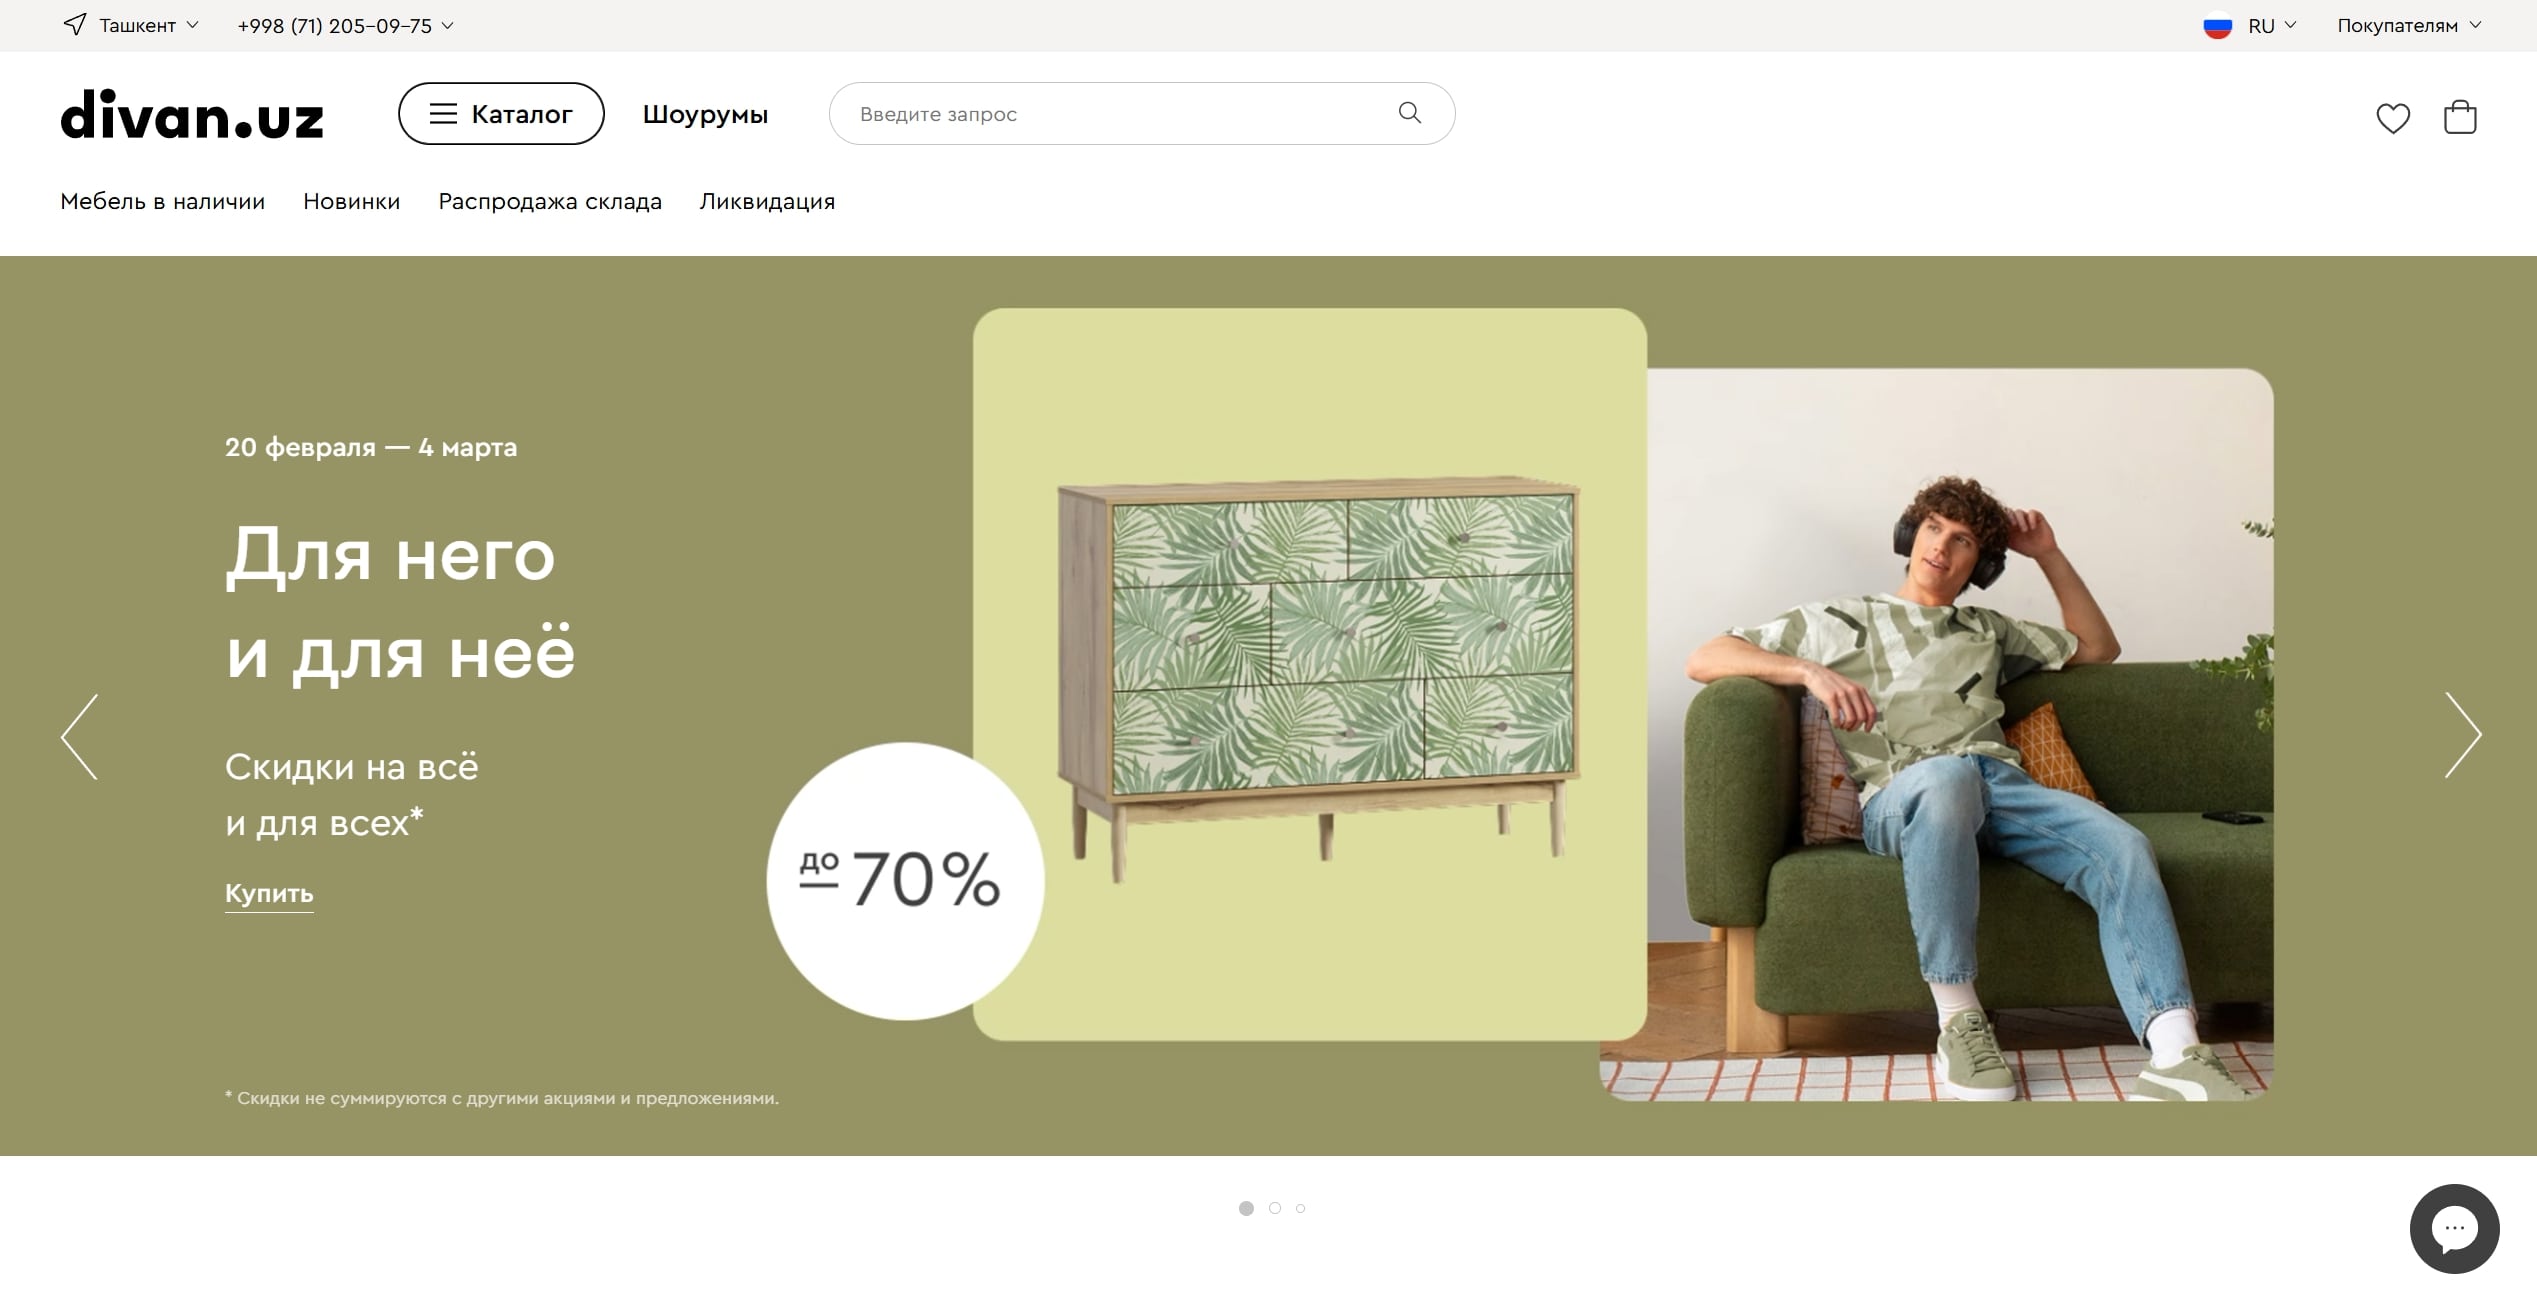 Ташкент
+998 (71) 205-09-75
RU
Покупателям
divan.uz
Каталог
Шоурумы
Введите запрос
Мебель в наличии
Новинки
Распродажа склада
Ликвидация
20 февраля — 4 марта
Для него
и для неё
Скидки на всё
и для всех*
Купить
до 70%
* Скидки не суммируются с другими акциями и предложениями.